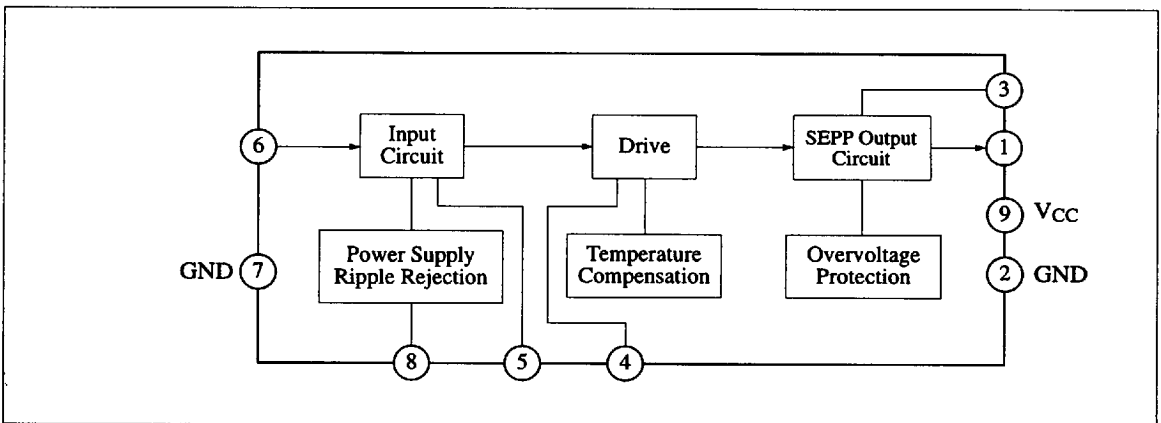 3
6
Input
Circuit
Drive
SEPP Output
Circuit
1
9 VCC
GND 7
Power Supply
Ripple Rejection
Temperature
Compensation
Overvoltage
Protection
2 GND
8
5
4